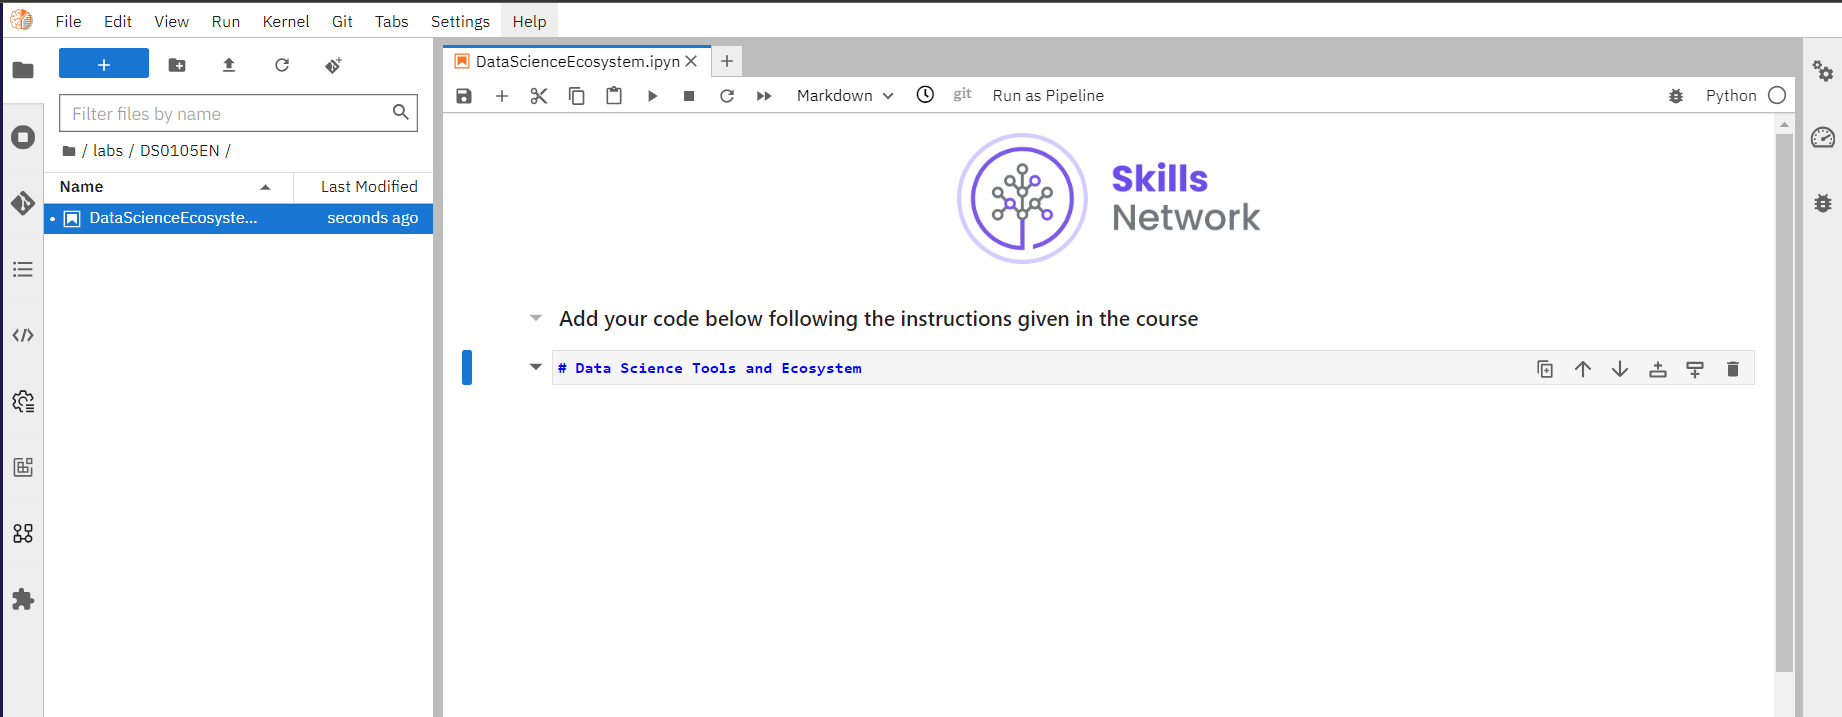 File Edit View Run Kernel Git Tabs Settings Help
Filter files by name
/ labs / DS0105EN /
Name Last Modified
DataScienceEcosyste... seconds ago
DataScienceEcosystem.ipyn
Markdown git Run as Pipeline Python
Skills
Network
Add your code below following the instructions given in the course
# Data Science Tools and Ecosystem